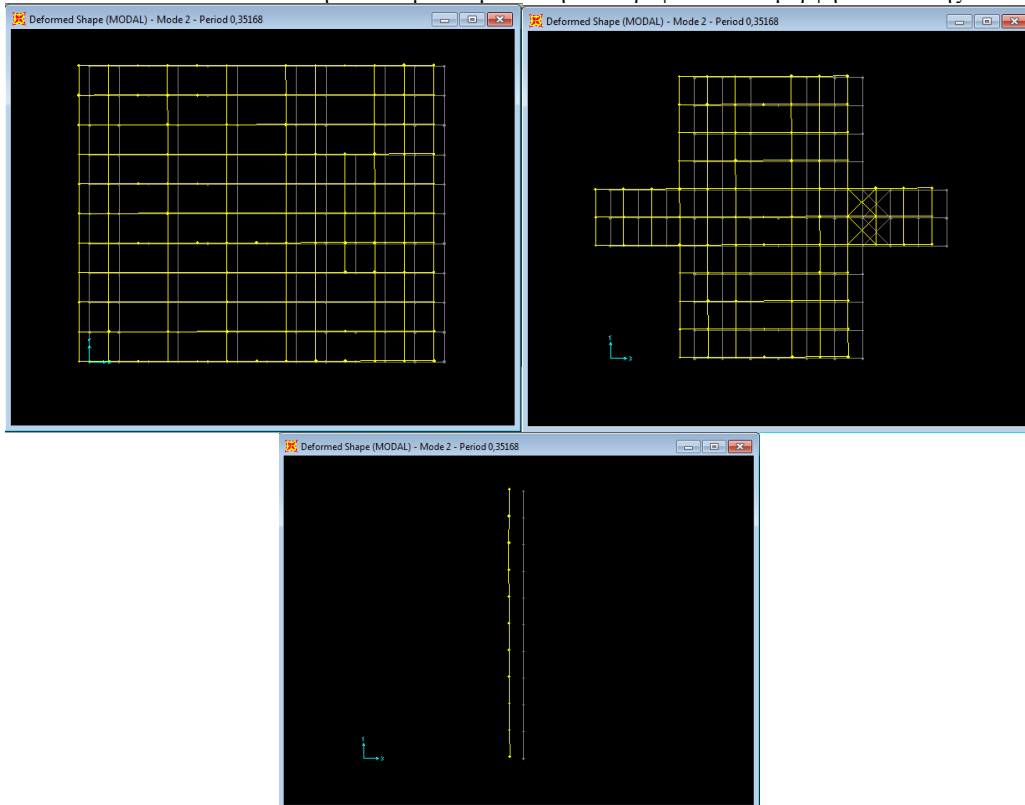 Deformed Shape (MODAL) - Mode 2 - Period 0,35168
Deformed Shape (MODAL) - Mode 2 - Period 0,35168
Deformed Shape (MODAL) - Mode 2 - Period 0,35168
Y
X
Y
X